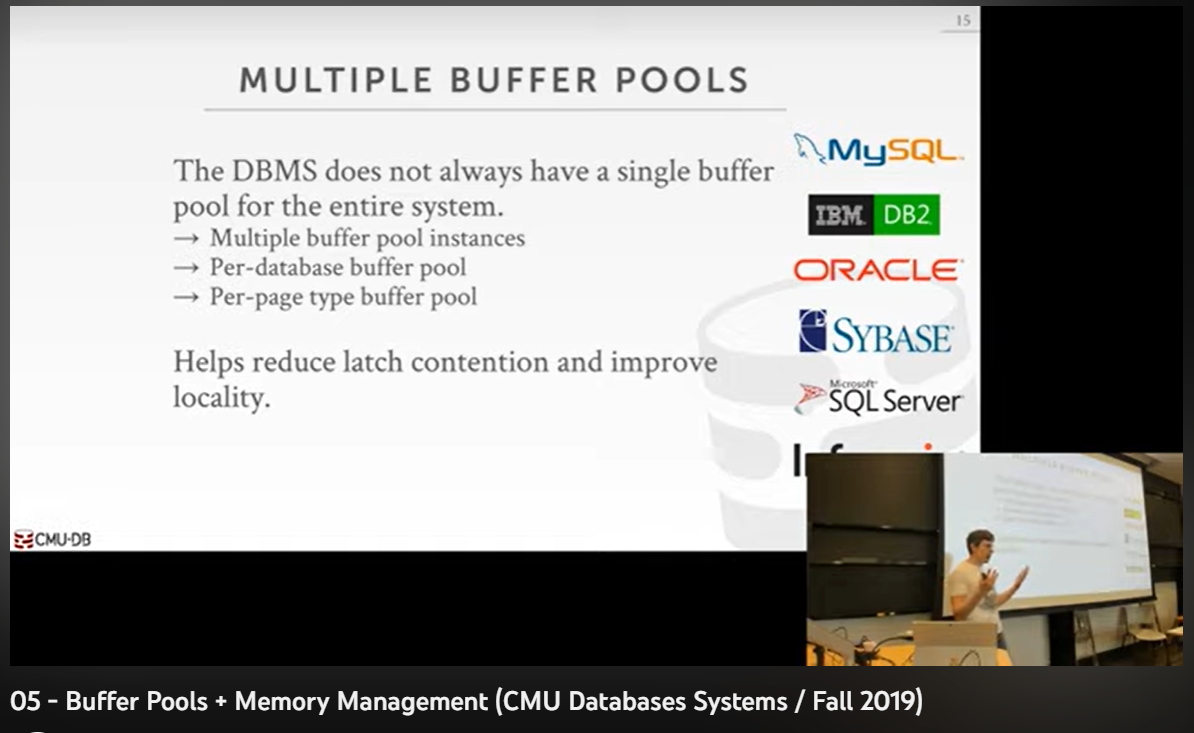 15
MULTIPLE BUFFER POOLS
The DBMS does not always have a single buffer
pool for the entire system.
→ Multiple buffer pool instances
→ Per-database buffer pool
→ Per-page type buffer pool
Helps reduce latch contention and improve
locality.
MySQL
IBM DB2
ORACLE
SYBASE
Microsoft
SQL Server
CMU·DB
05 - Buffer Pools + Memory Management (CMU Databases Systems / Fall 2019)